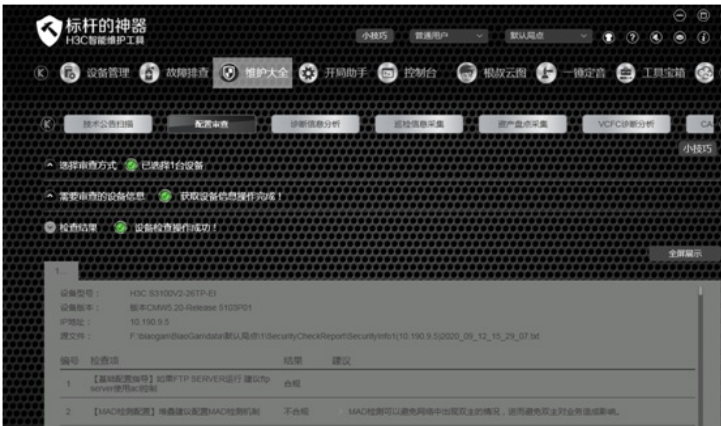 标杆的神器
H3C智能维护工具
小技巧
普通用户
默认局点
设备管理
故障排查
维护大全
开局助手
控制台
根叔云图
一锤定音
工具宝箱
技术公告扫描
配置审查
诊断信息分析
巡检信息采集
资产盘点采集
VCFC诊断分析
CA
小技巧
选择审查方式 已选择1台设备
需要审查的设备信息 获取设备信息操作完成！
检查结果 设备检查操作成功！
全屏展示
1
设备型号： H3C S3100V2-26TP-EI
设备版本： 版本CMW5.20-Release 5103P01
IP地址： 10.190.9.5
源文件： F:\biaogan\BiaoGan\data\默认局点\1\SecurityCheckReport\SecurityInfo1(10.190.9.5)2020_09_12_15_29_07.txt
编号 检查项 结果 建议
1 【基础配置指导】如果FTP SERVER运行 建议ftp server使用acl控制 合规
2 【MAD检测配置】堆叠建议配置MAD检测机制 不合规 MAD检测可以避免网络中出现双主的情况，进而避免双主对业务造成影响。